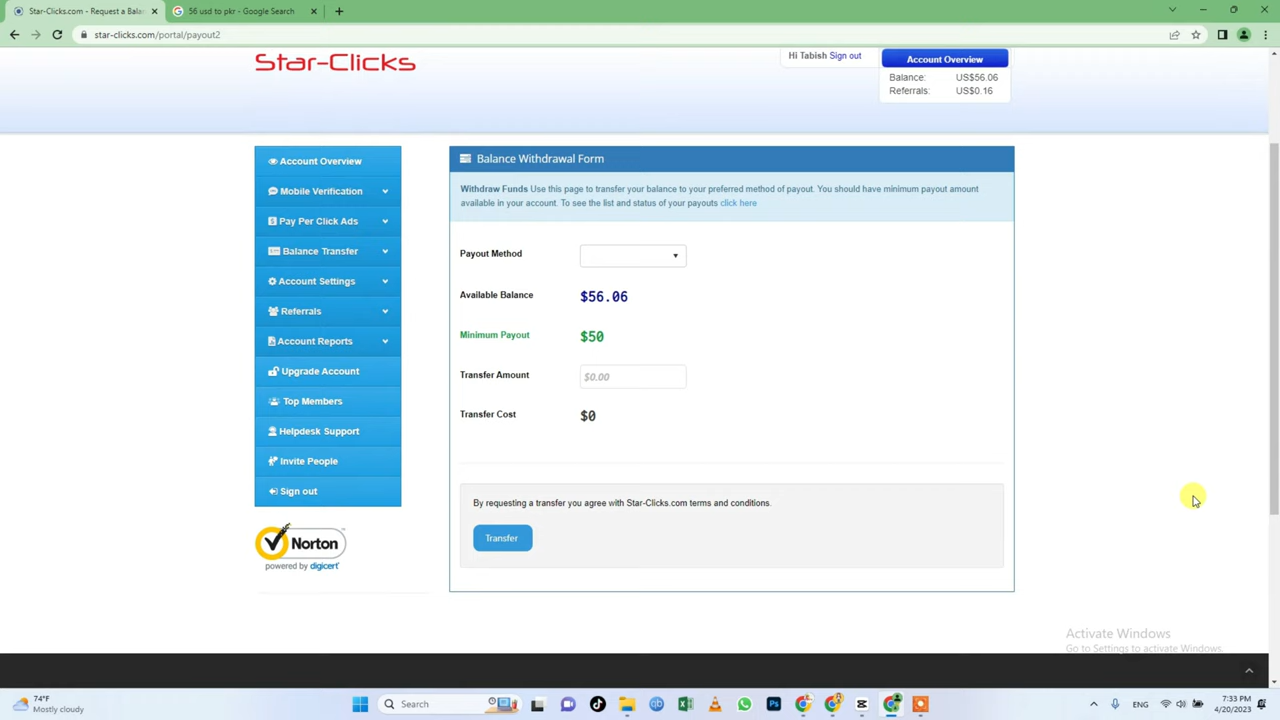 Star-Clicks.com - Request a Balan
56 usd to pkr - Google Search
star-clicks.com/portal/payout2
Star-Clicks
Hi Tabish Sign out
Account Overview
Balance: US$56.06
Referrals: US$0.16
Account Overview
Mobile Verification
Pay Per Click Ads
Balance Transfer
Account Settings
Referrals
Account Reports
Upgrade Account
Top Members
Helpdesk Support
Invite People
Sign out
Norton
powered by digicert
Balance Withdrawal Form
Withdraw Funds Use this page to transfer your balance to your preferred method of payout. You should have minimum payout amount
available in your account. To see the list and status of your payouts click here
Payout Method
Available Balance $56.06
Minimum Payout $50
Transfer Amount $0.00
Transfer Cost $0
By requesting a transfer you agree with Star-Clicks.com terms and conditions.
Transfer
Activate Windows
Go to Settings to activate Windows.
74°F
Mostly cloudy
Search
ENG
7:33 PM
4/20/2023